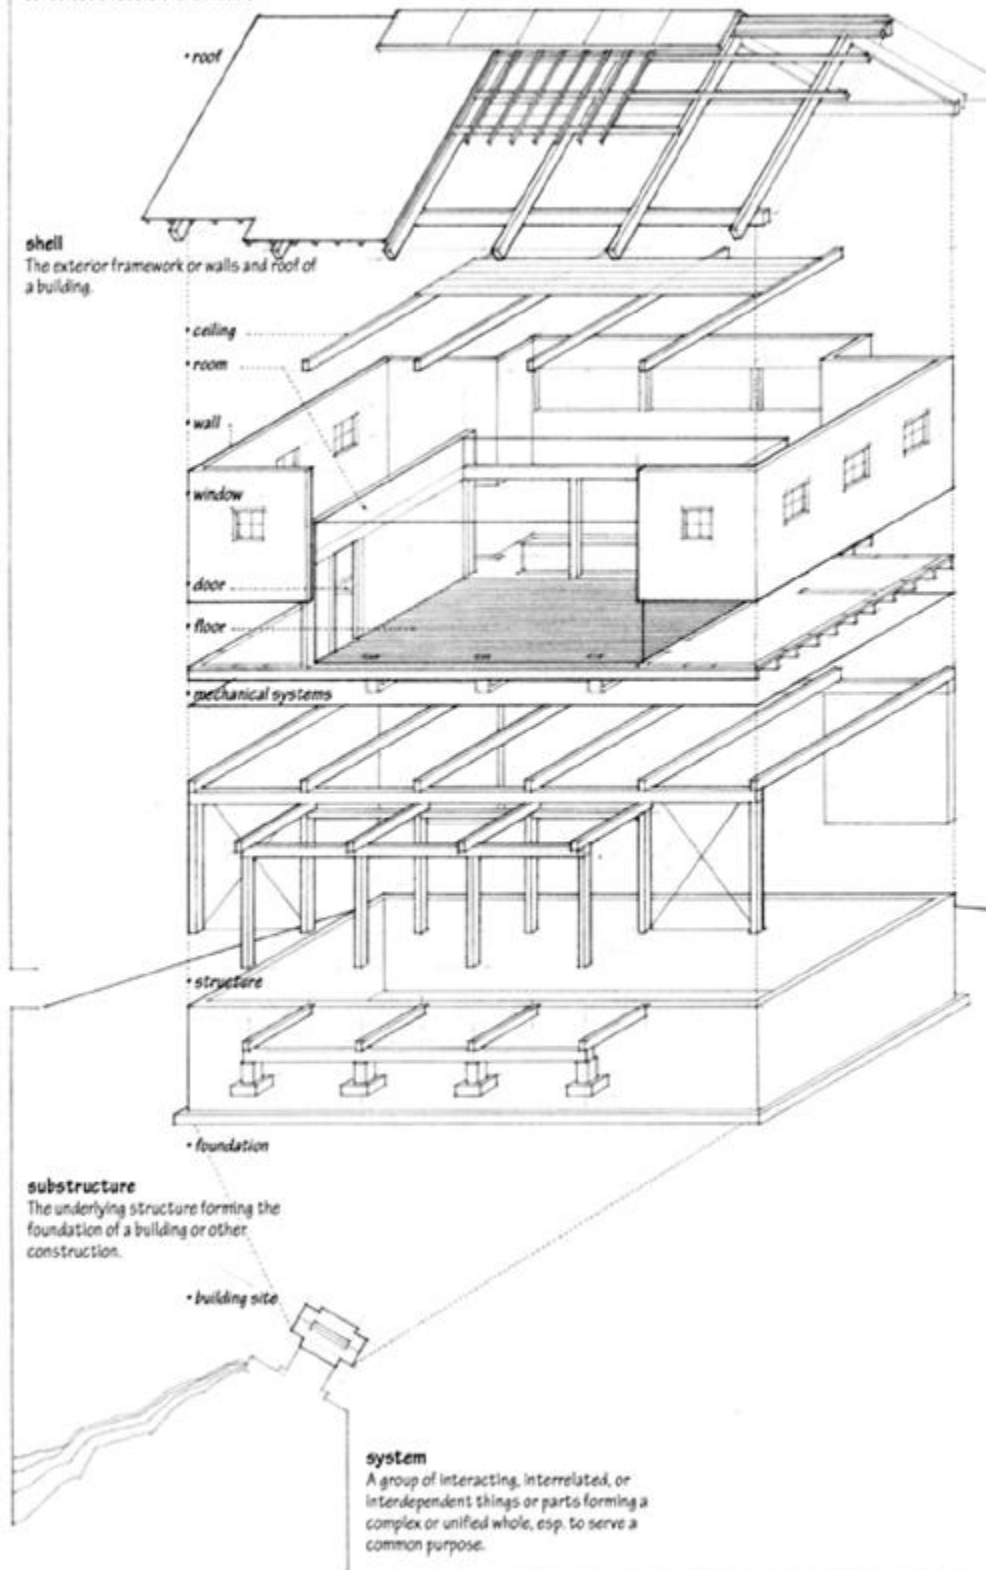 • roof
shell
The exterior framework or walls and roof of
a building.
• ceiling
• room
• wall
• window
• door
• floor
• mechanical systems
• structure
• foundation
substructure
The underlying structure forming the
foundation of a building or other
construction.
• building site
system
A group of interacting, interrelated, or
interdependent things or parts forming a
complex or unified whole, esp. to serve a
common purpose.